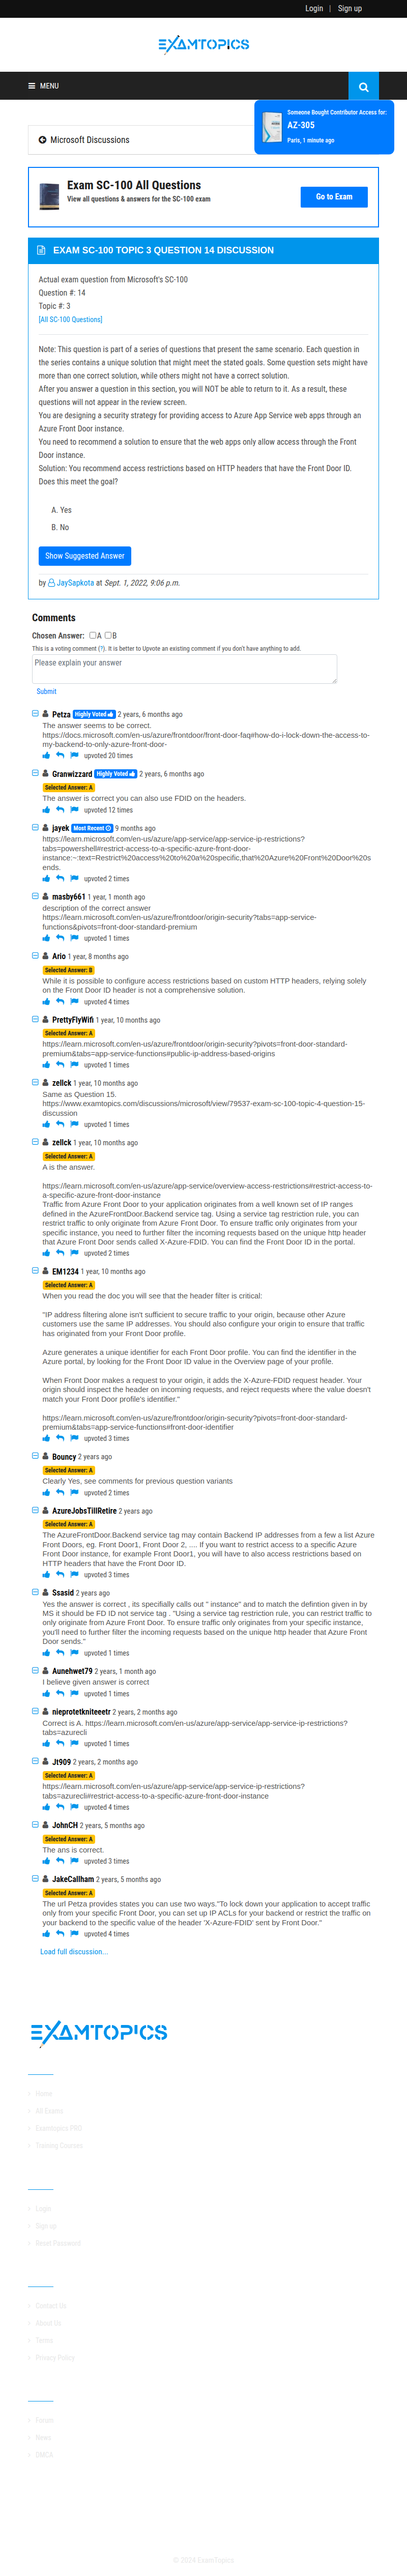 Login | Sign up
EXAMTOPICS
MENU
Someone Bought Contributor Access for:
AZ-305
Paris, 1 minute ago
Microsoft Discussions
Exam SC-100 All Questions
View all questions & answers for the SC-100 exam
Go to Exam
EXAM SC-100 TOPIC 3 QUESTION 14 DISCUSSION
Actual exam question from Microsoft's SC-100
Question #: 14
Topic #: 3
[All SC-100 Questions]
Note: This question is part of a series of questions that present the same scenario. Each question in
the series contains a unique solution that might meet the stated goals. Some question sets might have
more than one correct solution, while others might not have a correct solution.
After you answer a question in this section, you will NOT be able to return to it. As a result, these
questions will not appear in the review screen.
You are designing a security strategy for providing access to Azure App Service web apps through an
Azure Front Door instance.
You need to recommend a solution to ensure that the web apps only allow access through the Front
Door instance.
Solution: You recommend access restrictions based on HTTP headers that have the Front Door ID.
Does this meet the goal?
A. Yes
B. No
Show Suggested Answer
by JaySapkota at Sept. 1, 2022, 9:06 p.m.
Comments
Chosen Answer: A B
This is a voting comment (?). It is better to Upvote an existing comment if you don't have anything to add.
Please explain your answer
Submit
Petza Highly Voted 2 years, 6 months ago
The answer seems to be correct.
https://docs.microsoft.com/en-us/azure/frontdoor/front-door-faq#how-do-i-lock-down-the-access-to-
my-backend-to-only-azure-front-door-
upvoted 20 times
Granwizzard Highly Voted 2 years, 6 months ago
Selected Answer: A
The answer is correct you can also use FDID on the headers.
upvoted 12 times
jayek Most Recent 9 months ago
https://learn.microsoft.com/en-us/azure/app-service/app-service-ip-restrictions?
tabs=powershell#restrict-access-to-a-specific-azure-front-door-
instance:~:text=Restrict%20access%20to%20a%20specific,that%20Azure%20Front%20Door%20s
ends.
upvoted 2 times
masby661 1 year, 1 month ago
description of the correct answer
https://learn.microsoft.com/en-us/azure/frontdoor/origin-security?tabs=app-service-
functions&pivots=front-door-standard-premium
upvoted 1 times
Ario 1 year, 8 months ago
Selected Answer: B
While it is possible to configure access restrictions based on custom HTTP headers, relying solely
on the Front Door ID header is not a comprehensive solution.
upvoted 4 times
PrettyFlyWifi 1 year, 10 months ago
Selected Answer: A
https://learn.microsoft.com/en-us/azure/frontdoor/origin-security?pivots=front-door-standard-
premium&tabs=app-service-functions#public-ip-address-based-origins
upvoted 1 times
zellck 1 year, 10 months ago
Same as Question 15.
https://www.examtopics.com/discussions/microsoft/view/79537-exam-sc-100-topic-4-question-15-
discussion
upvoted 1 times
zellck 1 year, 10 months ago
Selected Answer: A
A is the answer.
https://learn.microsoft.com/en-us/azure/app-service/overview-access-restrictions#restrict-access-to-
a-specific-azure-front-door-instance
Traffic from Azure Front Door to your application originates from a well known set of IP ranges
defined in the AzureFrontDoor.Backend service tag. Using a service tag restriction rule, you can
restrict traffic to only originate from Azure Front Door. To ensure traffic only originates from your
specific instance, you need to further filter the incoming requests based on the unique http header
that Azure Front Door sends called X-Azure-FDID. You can find the Front Door ID in the portal.
upvoted 2 times
EM1234 1 year, 10 months ago
Selected Answer: A
When you read the doc you will see that the header filter is critical:
"IP address filtering alone isn't sufficient to secure traffic to your origin, because other Azure
customers use the same IP addresses. You should also configure your origin to ensure that traffic
has originated from your Front Door profile.
Azure generates a unique identifier for each Front Door profile. You can find the identifier in the
Azure portal, by looking for the Front Door ID value in the Overview page of your profile.
When Front Door makes a request to your origin, it adds the X-Azure-FDID request header. Your
origin should inspect the header on incoming requests, and reject requests where the value doesn't
match your Front Door profile's identifier."
https://learn.microsoft.com/en-us/azure/frontdoor/origin-security?pivots=front-door-standard-
premium&tabs=app-service-functions#front-door-identifier
upvoted 3 times
Bouncy 2 years ago
Selected Answer: A
Clearly Yes, see comments for previous question variants
upvoted 2 times
AzureJobsTillRetire 2 years ago
Selected Answer: A
The AzureFrontDoor.Backend service tag may contain Backend IP addresses from a few a list Azure
Front Doors, eg. Front Door1, Front Door 2, .... If you want to restrict access to a specific Azure
Front Door instance, for example Front Door1, you will have to also access restrictions based on
HTTP headers that have the Front Door ID.
upvoted 3 times
Ssasid 2 years ago
Yes the answer is correct , its specifially calls out " instance" and to match the defintion given in by
MS it should be FD ID not service tag . "Using a service tag restriction rule, you can restrict traffic to
only originate from Azure Front Door. To ensure traffic only originates from your specific instance,
you'll need to further filter the incoming requests based on the unique http header that Azure Front
Door sends."
upvoted 1 times
Aunehwet79 2 years, 1 month ago
I believe given answer is correct
upvoted 1 times
nieprotetkniteeetr 2 years, 2 months ago
Correct is A. https://learn.microsoft.com/en-us/azure/app-service/app-service-ip-restrictions?
tabs=azurecli
upvoted 1 times
Jt909 2 years, 2 months ago
Selected Answer: A
https://learn.microsoft.com/en-us/azure/app-service/app-service-ip-restrictions?
tabs=azurecli#restrict-access-to-a-specific-azure-front-door-instance
upvoted 4 times
JohnCH 2 years, 5 months ago
Selected Answer: A
The ans is correct.
upvoted 3 times
JakeCallham 2 years, 5 months ago
Selected Answer: A
The url Petza provides states you can use two ways."To lock down your application to accept traffic
only from your specific Front Door, you can set up IP ACLs for your backend or restrict the traffic on
your backend to the specific value of the header 'X-Azure-FDID' sent by Front Door."
upvoted 4 times
Load full discussion...
EXAMTOPICS
Home
All Exams
Examtopics PRO
Training Courses
Login
Sign up
Reset Password
Contact Us
About Us
Terms
Privacy Policy
Forum
News
DMCA
© 2024 ExamTopics